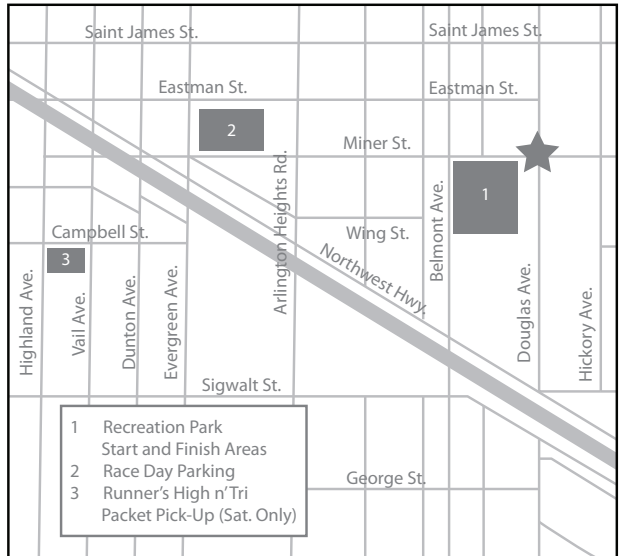 Saint James St.
Saint James St.
Eastman St.
Eastman St.
2
Miner St.
1
Arlington Heights Rd.
Belmont Ave.
Wing St.
Campbell St.
3
Northwest Hwy.
Highland Ave.
Vail Ave.
Dunton Ave.
Evergreen Ave.
Douglas Ave.
Hickory Ave.
Sigwalt St.
1 Recreation Park
Start and Finish Areas
2 Race Day Parking
3 Runner's High n' Tri
Packet Pick-Up (Sat. Only)
George St.